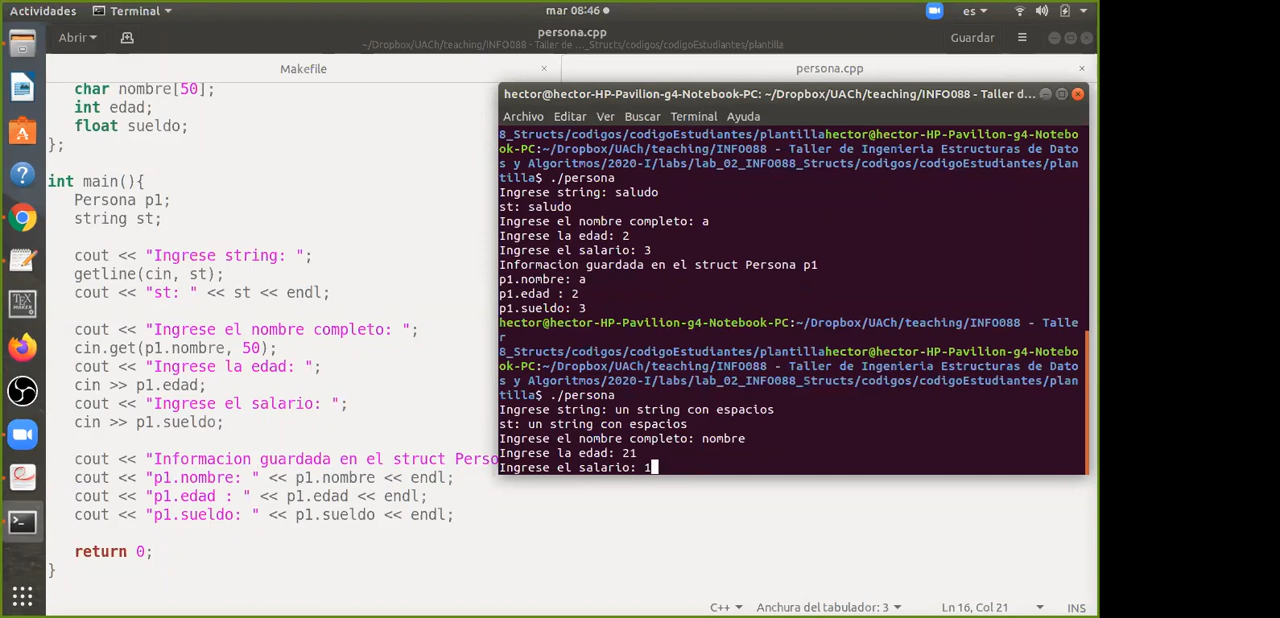 Actividades
Terminal
mar 08:46
es
Abrir
persona.cpp
~/Dropbox/UACh/teaching/INFO088 - Taller de ..._Structs/codigos/codigoEstudiantes/plantilla
Guardar
Makefile
persona.cpp
char nombre[50];
int edad;
float sueldo;
};
int main(){
Persona p1;
string st;
cout << "Ingrese string: ";
getline(cin, st);
cout << "st: " << st << endl;
cout << "Ingrese el nombre completo: ";
cin.get(p1.nombre, 50);
cout << "Ingrese la edad: ";
cin >> p1.edad;
cout << "Ingrese el salario: ";
cin >> p1.sueldo;
cout << "Informacion guardada en el struct Perso
cout << "p1.nombre: " << p1.nombre << endl;
cout << "p1.edad : " << p1.edad << endl;
cout << "p1.sueldo: " << p1.sueldo << endl;
return 0;
}
hector@hector-HP-Pavilion-g4-Notebook-PC: ~/Dropbox/UACh/teaching/INFO088 - Taller d...
Archivo Editar Ver Buscar Terminal Ayuda
8_Structs/codigos/codigoEstudiantes/plantillahector@hector-HP-Pavilion-g4-Notebo
ok-PC:~/Dropbox/UACh/teaching/INFO088 - Taller de Ingenieria Estructuras de Dato
s y Algoritmos/2020-I/labs/lab_02_INFO088_Structs/codigos/codigoEstudiantes/plan
tilla$ ./persona
Ingrese string: saludo
st: saludo
Ingrese el nombre completo: a
Ingrese la edad: 2
Ingrese el salario: 3
Informacion guardada en el struct Persona p1
p1.nombre: a
p1.edad : 2
p1.sueldo: 3
hector@hector-HP-Pavilion-g4-Notebook-PC:~/Dropbox/UACh/teaching/INFO088 - Talle
r
8_Structs/codigos/codigoEstudiantes/plantillahector@hector-HP-Pavilion-g4-Notebo
ok-PC:~/Dropbox/UACh/teaching/INFO088 - Taller de Ingenieria Estructuras de Dato
s y Algoritmos/2020-I/labs/lab_02_INFO088_Structs/codigos/codigoEstudiantes/plan
tilla$ ./persona
Ingrese string: un string con espacios
st: un string con espacios
Ingrese el nombre completo: nombre
Ingrese la edad: 21
Ingrese el salario: 1
C++
Anchura del tabulador: 3
Ln 16, Col 21
INS